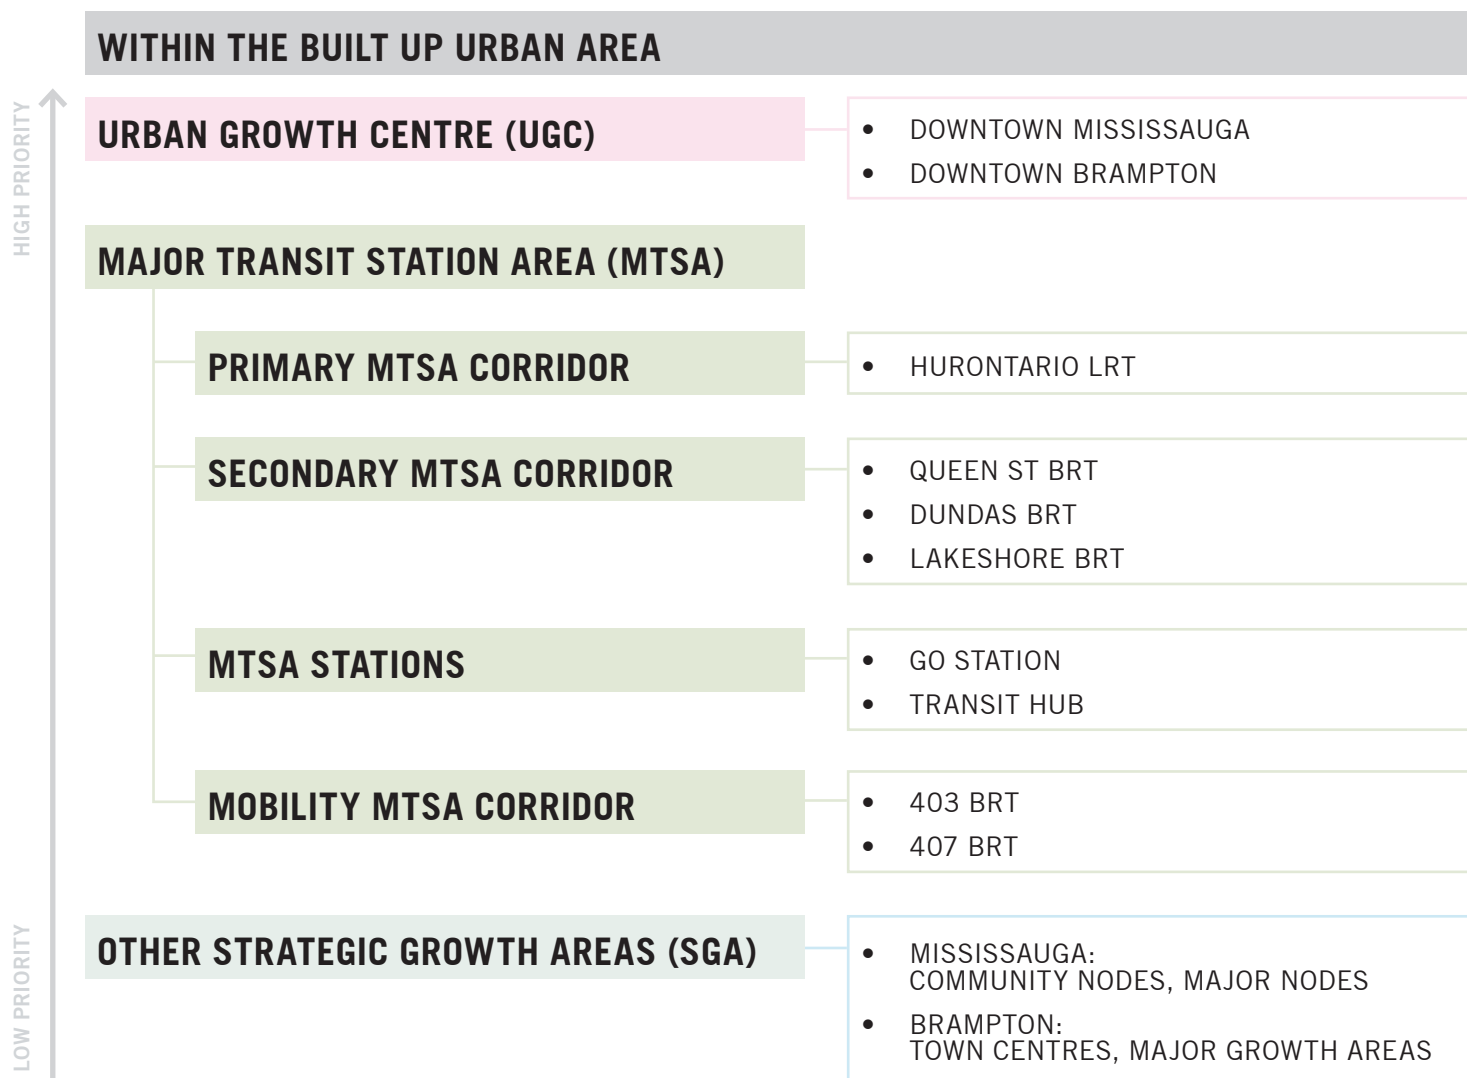 WITHIN THE BUILT UP URBAN AREA
HIGH PRIORITY
URBAN GROWTH CENTRE (UGC)
• DOWNTOWN MISSISSAUGA
• DOWNTOWN BRAMPTON
MAJOR TRANSIT STATION AREA (MTSA)
PRIMARY MTSA CORRIDOR
• HURONTARIO LRT
SECONDARY MTSA CORRIDOR
• QUEEN ST BRT
• DUNDAS BRT
• LAKESHORE BRT
MTSA STATIONS
• GO STATION
• TRANSIT HUB
MOBILITY MTSA CORRIDOR
• 403 BRT
• 407 BRT
OTHER STRATEGIC GROWTH AREAS (SGA)
• MISSISSAUGA:
COMMUNITY NODES, MAJOR NODES
• BRAMPTON:
TOWN CENTRES, MAJOR GROWTH AREAS
LOW PRIORITY